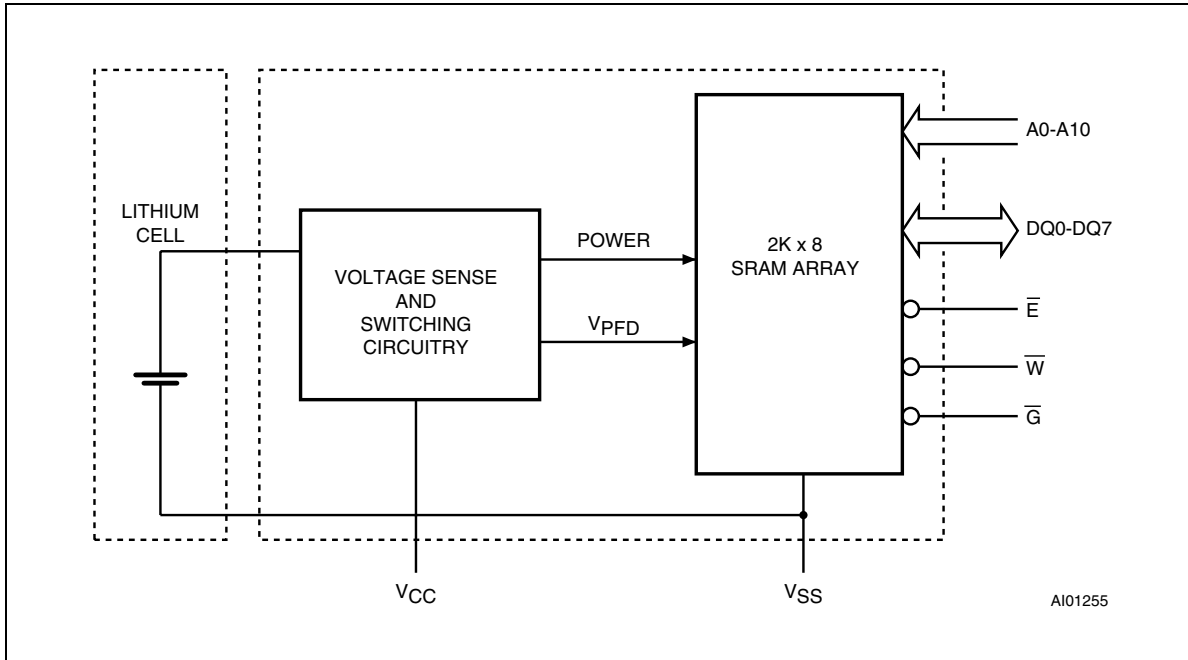 LITHIUM
CELL
VOLTAGE SENSE
AND
SWITCHING
CIRCUITRY
POWER
VPFD
2K x 8
SRAM ARRAY
A0-A10
DQ0-DQ7
E̅
W̅
G̅
VCC
VSS
AI01255